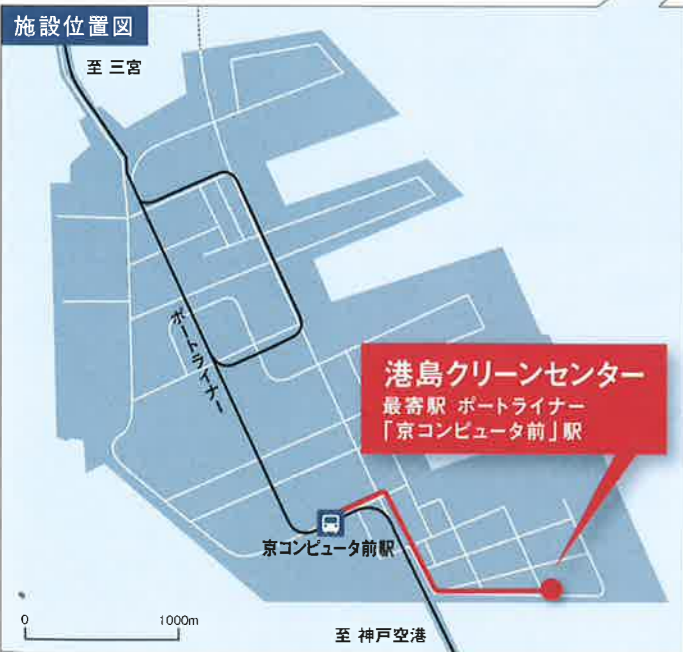 施設位置図
至 三宮
ポートライナー
港島クリーンセンター
最寄駅 ポートライナー
「京コンピュータ前」駅
京コンピュータ前駅
0 1000m
至 神戸空港